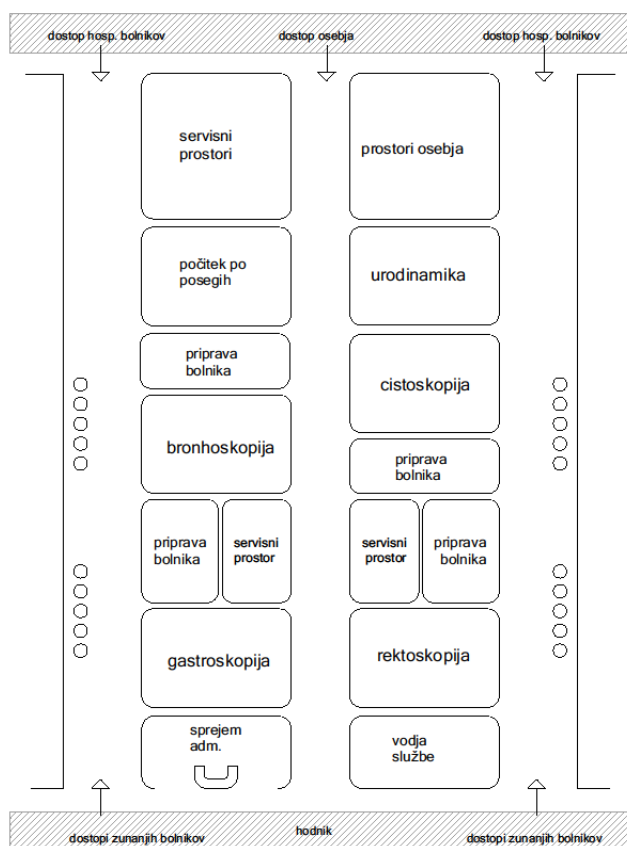 dostop hosp. bolnikov
dostop osebja
dostop hosp. bolnikov
servisni
prostori
prostori osebja
počitek po
posegih
urodinamika
priprava
bolnika
cistoskopija
bronhoskopija
priprava
bolnika
priprava
bolnika
servisni
prostor
servisni
prostor
priprava
bolnika
gastroskopija
rektoskopija
sprejem
adm.
vodja
službe
dostopi zunanjih bolnikov
hodnik
dostopi zunanjih bolnikov